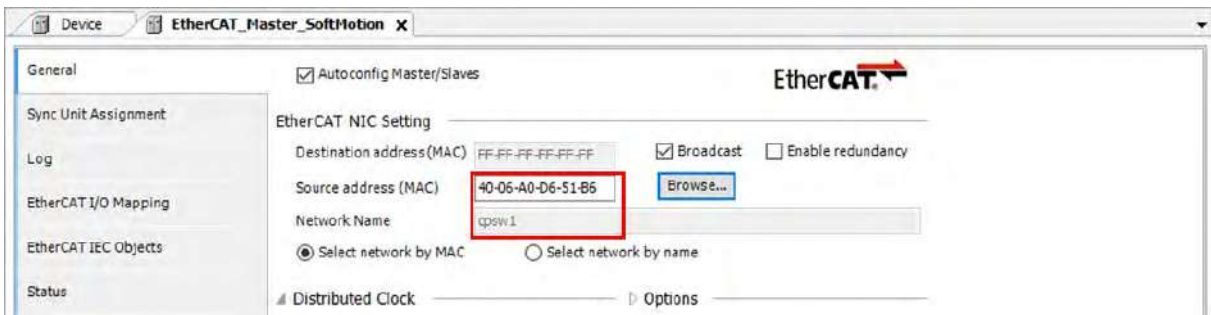 Device EtherCAT_Master_SoftMotion X
General
Sync Unit Assignment
Log
EtherCAT I/O Mapping
EtherCAT IEC Objects
Status
Autoconfig Master/Slaves
EtherCAT.
EtherCAT NIC Setting
Destination address (MAC) FF-FF-FF-FF-FF-FF Broadcast Enable redundancy
Source address (MAC) 40-06-A0-D6-51-B6 Browse...
Network Name cpsw1
Select network by MAC Select network by name
Distributed Clock Options